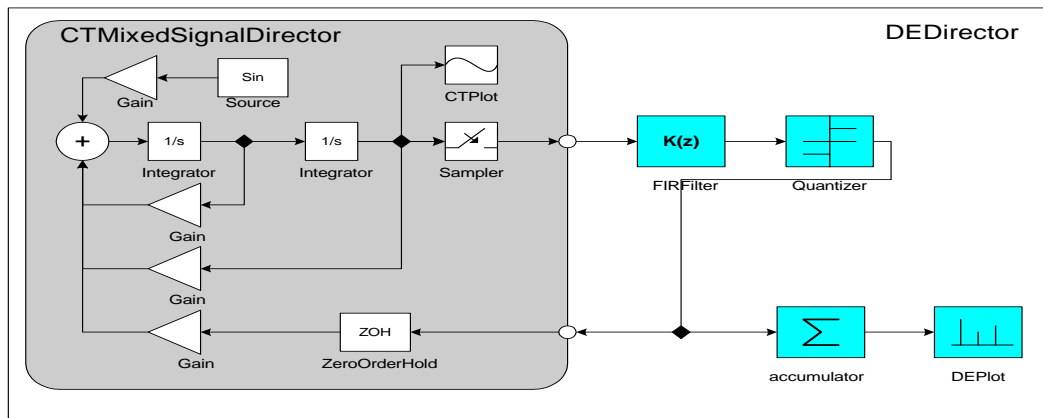 CTMixedSignalDirector
DEDirector
Sin
Gain
Source
CTPlot
+
1/s
1/s
K(z)
Integrator
Integrator
Sampler
FIRFilter
Quantizer
Gain
Gain
ZOH
Σ
Gain
ZeroOrderHold
accumulator
DEPlot